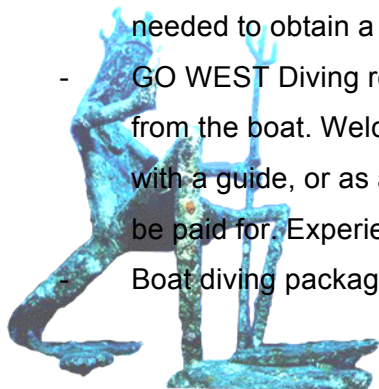 needed to obtain a
- GO WEST Diving re
from the boat. Welc
with a guide, or as a
be paid for. Experie
- Boat diving packag